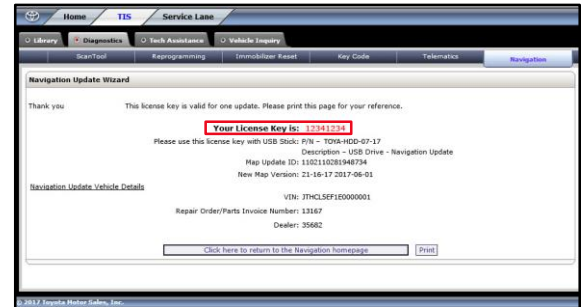 Home TIS Service Lane
Library Diagnostics Tech Assistance Vehicle Inquiry
ScanTool Reprogramming Immobilizer Reset Key Code Telematics Navigation
Navigation Update Wizard
Thank you This license key is valid for one update. Please print this page for your reference.
Your License Key is: 12341234
Please use this license key with USB Stick: P/N - TOYA-HDD-07-17
Description - USB Drive - Navigation Update
Map Update ID: 1102110281948734
New Map Version: 21-16-17 2017-06-01
Navigation Update Vehicle Details
VIN: JTHCL5EF1E0000001
Repair Order/Parts Invoice Number: 13167
Dealer: 35682
Click here to return to the Navigation homepage Print
© 2017 Toyota Motor Sales, Inc.